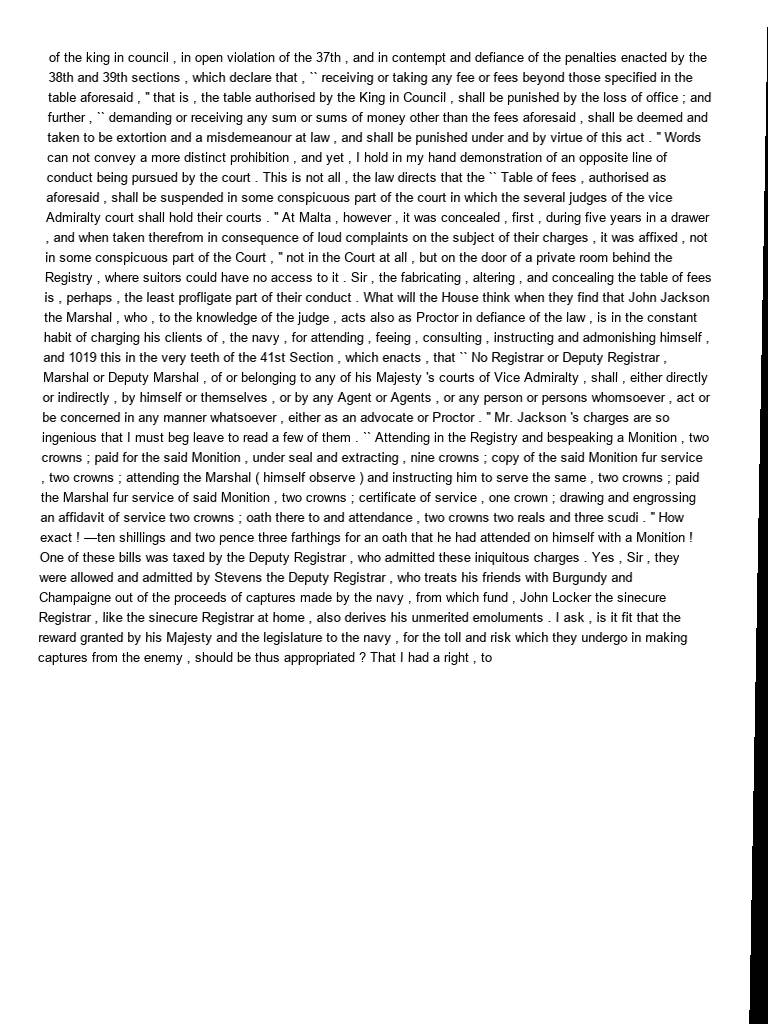 of the king in council , in open violation of the 37th , and in contempt and defiance of the penalties enacted by the
38th and 39th sections , which declare that , `` receiving or taking any fee or fees beyond those specified in the
table aforesaid , " that is , the table authorised by the King in Council , shall be punished by the loss of office ; and
further , `` demanding or receiving any sum or sums of money other than the fees aforesaid , shall be deemed and
taken to be extortion and a misdemeanour at law , and shall be punished under and by virtue of this act . " Words
can not convey a more distinct prohibition , and yet , I hold in my hand demonstration of an opposite line of
conduct being pursued by the court . This is not all , the law directs that the `` Table of fees , authorised as
aforesaid , shall be suspended in some conspicuous part of the court in which the several judges of the vice
Admiralty court shall hold their courts . " At Malta , however , it was concealed , first , during five years in a drawer
, and when taken therefrom in consequence of loud complaints on the subject of their charges , it was affixed , not
in some conspicuous part of the Court , " not in the Court at all , but on the door of a private room behind the
Registry , where suitors could have no access to it . Sir , the fabricating , altering , and concealing the table of fees
is , perhaps , the least profligate part of their conduct . What will the House think when they find that John Jackson
the Marshal , who , to the knowledge of the judge , acts also as Proctor in defiance of the law , is in the constant
habit of charging his clients of , the navy , for attending , feeing , consulting , instructing and admonishing himself ,
and 1019 this in the very teeth of the 41st Section , which enacts , that `` No Registrar or Deputy Registrar ,
Marshal or Deputy Marshal , of or belonging to any of his Majesty 's courts of Vice Admiralty , shall , either directly
or indirectly , by himself or themselves , or by any Agent or Agents , or any person or persons whomsoever , act or
be concerned in any manner whatsoever , either as an advocate or Proctor . " Mr. Jackson 's charges are so
ingenious that I must beg leave to read a few of them . `` Attending in the Registry and bespeaking a Monition , two
crowns ; paid for the said Monition , under seal and extracting , nine crowns ; copy of the said Monition fur service
, two crowns ; attending the Marshal ( himself observe ) and instructing him to serve the same , two crowns ; paid
the Marshal fur service of said Monition , two crowns ; certificate of service , one crown ; drawing and engrossing
an affidavit of service two crowns ; oath there to and attendance , two crowns two reals and three scudi . " How
exact ! —ten shillings and two pence three farthings for an oath that he had attended on himself with a Monition !
One of these bills was taxed by the Deputy Registrar , who admitted these iniquitous charges . Yes , Sir , they
were allowed and admitted by Stevens the Deputy Registrar , who treats his friends with Burgundy and
Champaigne out of the proceeds of captures made by the navy , from which fund , John Locker the sinecure
Registrar , like the sinecure Registrar at home , also derives his unmerited emoluments . I ask , is it fit that the
reward granted by his Majesty and the legislature to the navy , for the toll and risk which they undergo in making
captures from the enemy , should be thus appropriated ? That I had a right , to